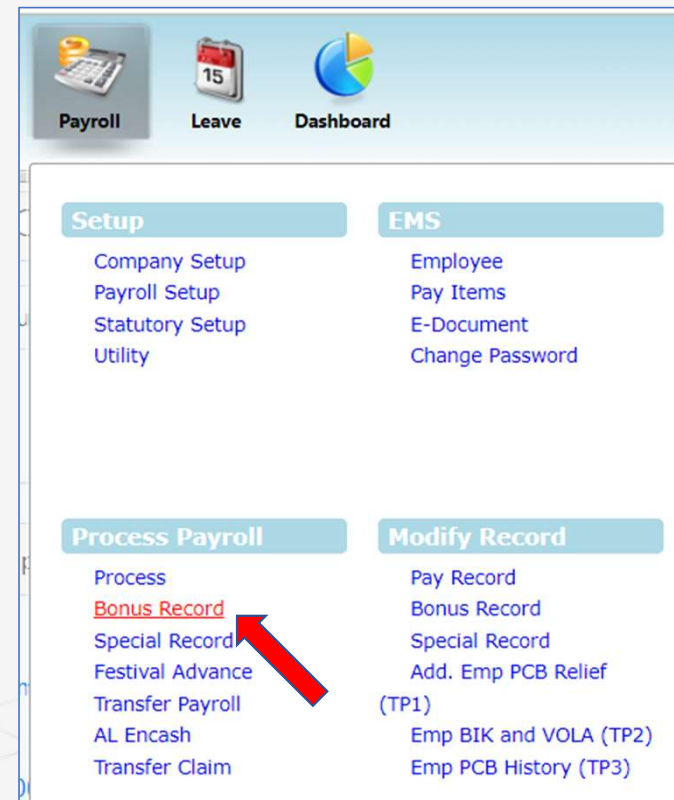 15
Payroll Leave Dashboard
Setup
Company Setup
Payroll Setup
Statutory Setup
Utility
EMS
Employee
Pay Items
E-Document
Change Password
Process Payroll
Process
Bonus Record
Special Record
Festival Advance
Transfer Payroll
AL Encash
Transfer Claim
Modify Record
Pay Record
Bonus Record
Special Record
Add. Emp PCB Relief
(TP1)
Emp BIK and VOLA (TP2)
Emp PCB History (TP3)